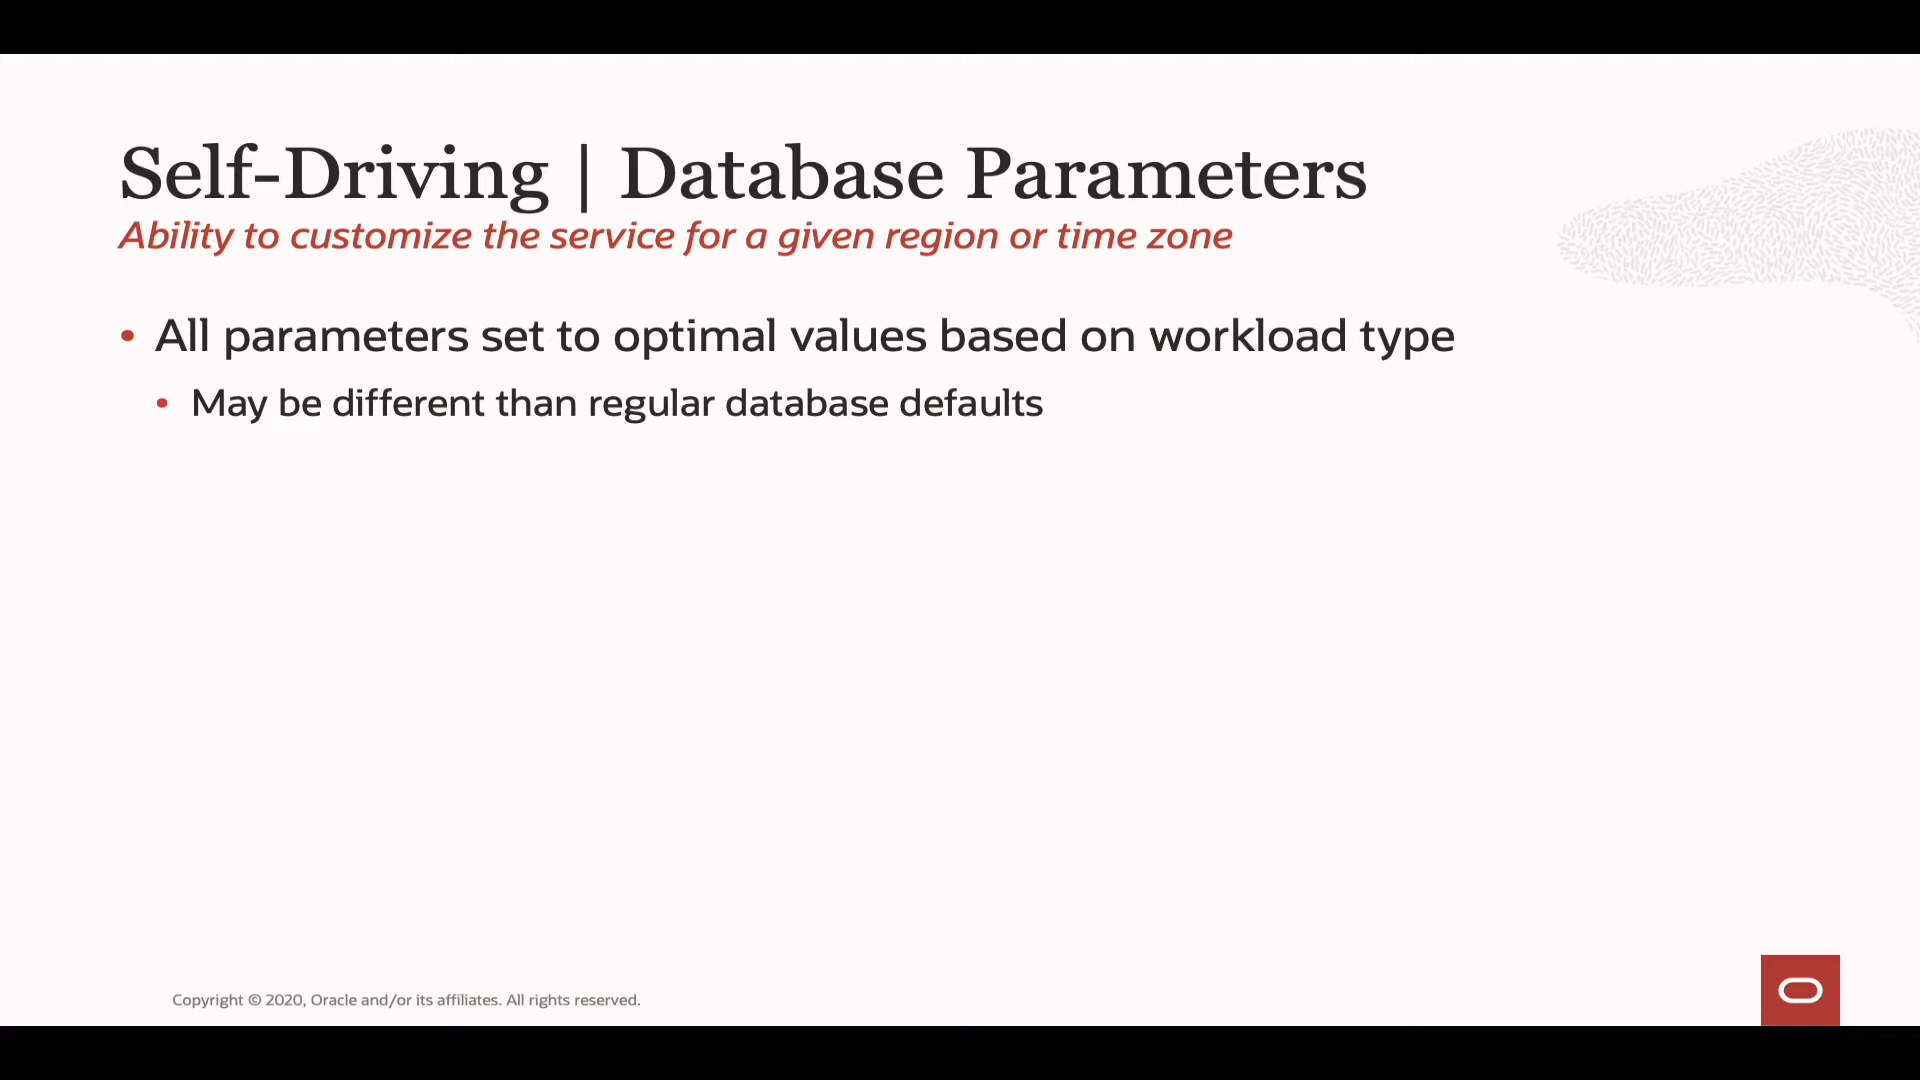 Self-Driving | Database Parameters
Ability to customize the service for a given region or time zone
• All parameters set to optimal values based on workload type
• May be different than regular database defaults
Copyright © 2020, Oracle and/or its affiliates. All rights reserved.